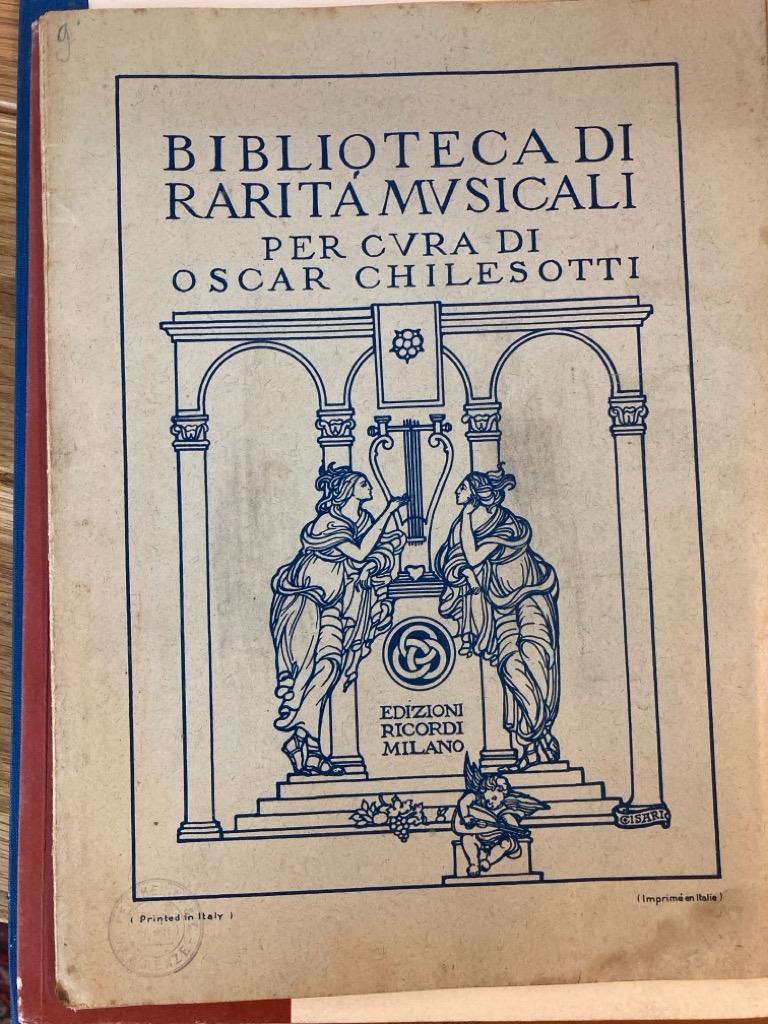 9
BIBLIOTECA DI
RARITÁ MVSICALI
PER CVRA DI
OSCAR CHILESOTTI
EDIZIONI
RICORDI
MILANO
CISARI
( Printed in Italy )
(Imprimé en Italie)